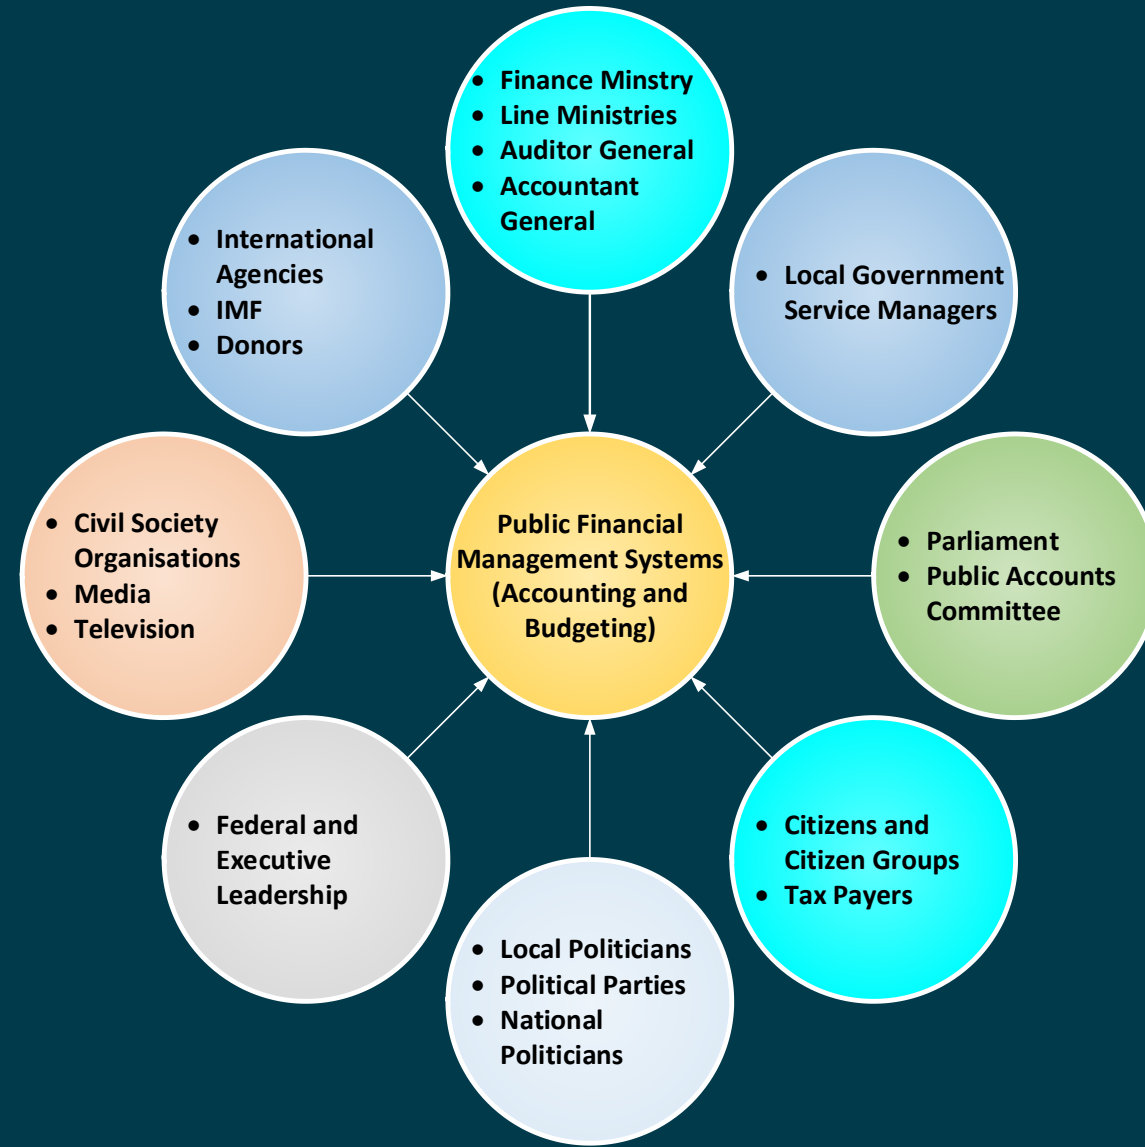 • Finance Minstry
• Line Ministries
• Auditor General
• Accountant
General
• International
Agencies
• IMF
• Donors
• Local Government
Service Managers
• Civil Society
Organisations
• Media
• Television
Public Financial
Management Systems
(Accounting and
Budgeting)
• Parliament
• Public Accounts
Committee
• Federal and
Executive
Leadership
• Citizens and
Citizen Groups
• Tax Payers
• Local Politicians
• Political Parties
• National
Politicians